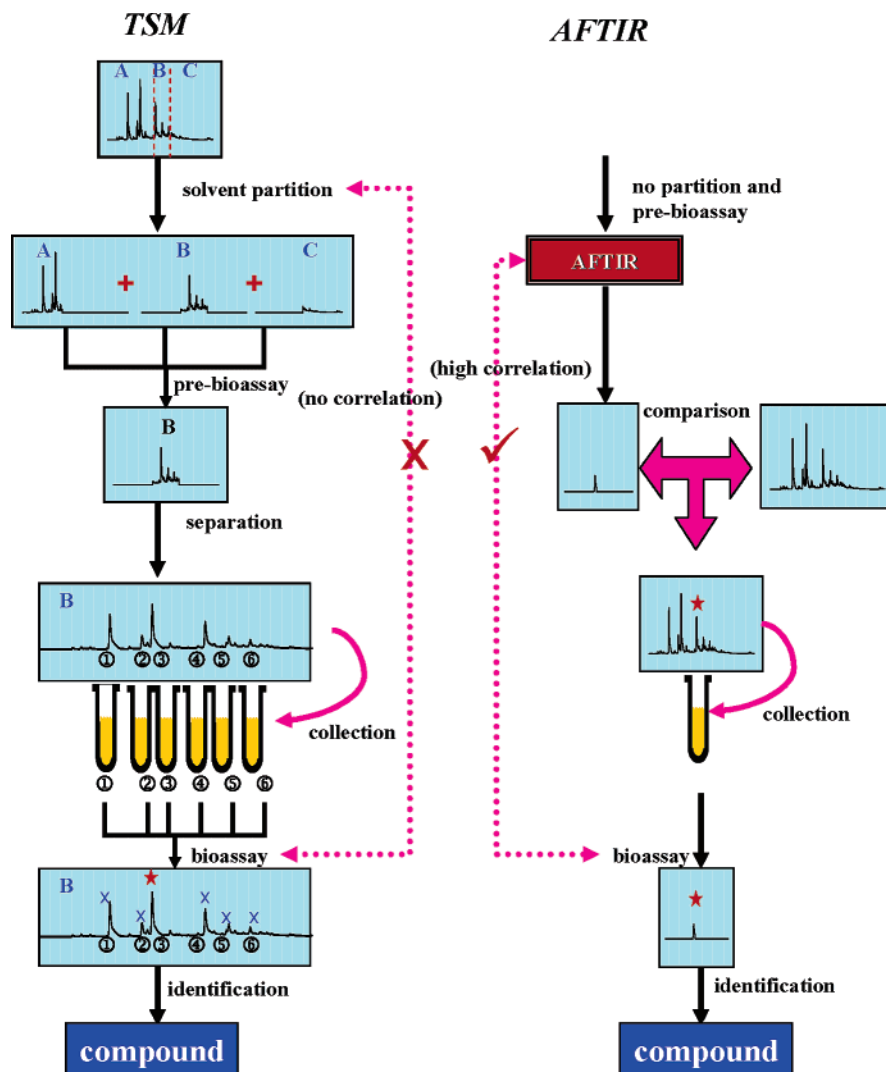 TSM
A B C
solvent partition
A B C
+ +
pre-bioassay
(no correlation)
B
X
separation
B
① ② ③ ④ ⑤ ⑥
collection
① ② ③ ④ ⑤ ⑥
bioassay
B
x x x x x
① ② ③ ④ ⑤ ⑥
identification
compound
AFTIR
no partition and
pre-bioassay
AFTIR
(high correlation)
comparison
collection
bioassay
identification
compound